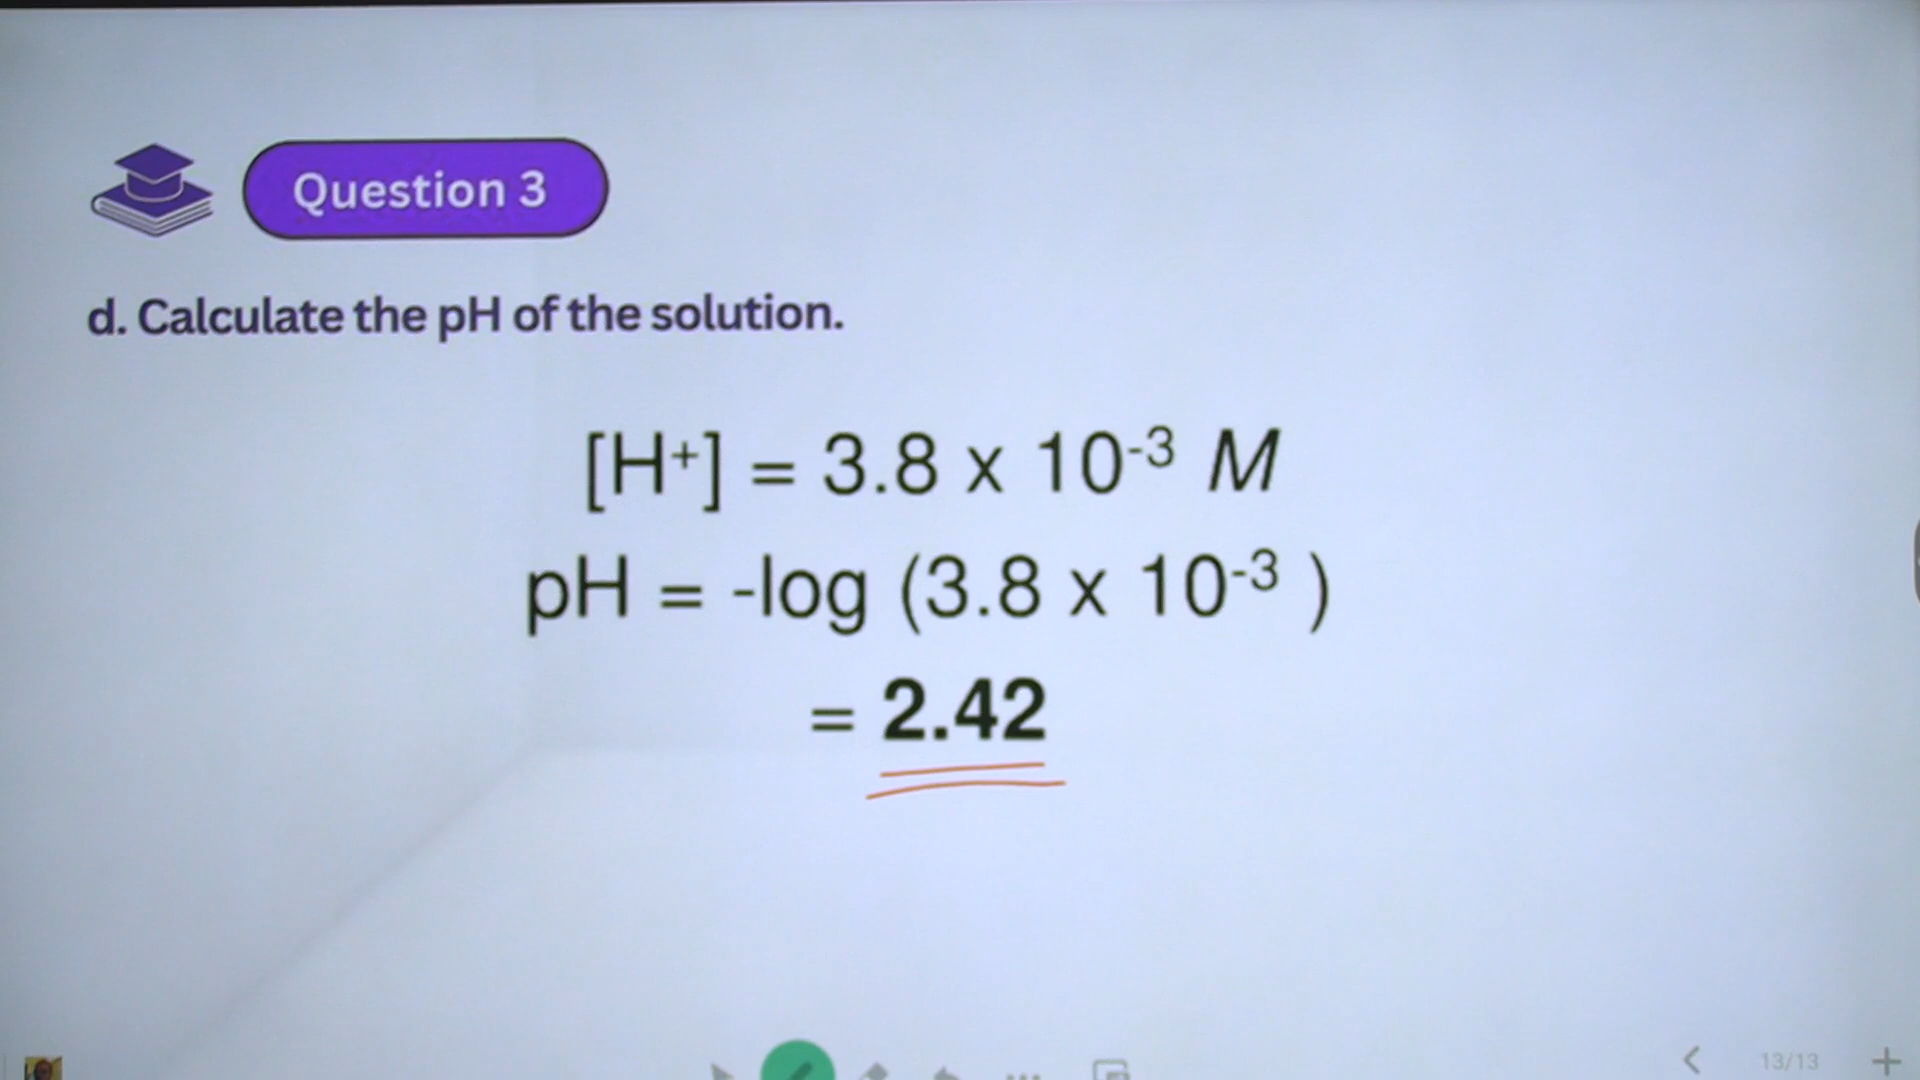 Question 3
d. Calculate the pH of the solution.
[H⁺] = 3.8 x 10⁻³ M
pH = -log (3.8 x 10⁻³ )
= 2.42
13/13